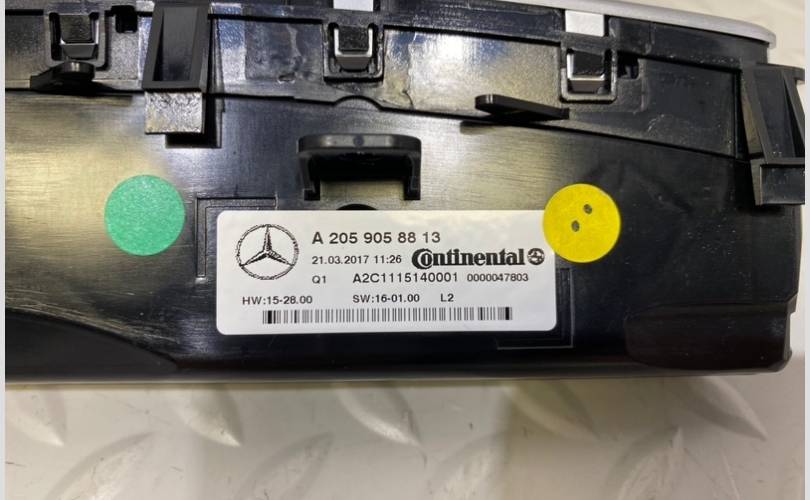 A 205 905 88 13
21.03.2017 11:26 Continental
Q1 A2C1115140001 0000047803
HW:15-28.00 SW:16-01.00 L2